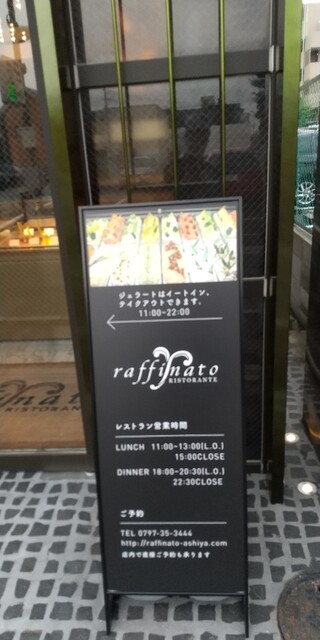 ジェラートはイートイン、
テイクアウトできます。
11:00-22:00
raffinato
RISTORANTE
レストラン営業時間
LUNCH 11:00-13:00(L.O.)
15:00CLOSE
DINNER 18:00-20:30(L.O.)
22:30CLOSE
ご予約
TEL 0797-35-3444
http://raffinato-ashiya.com
店内で直接ご予約も承ります